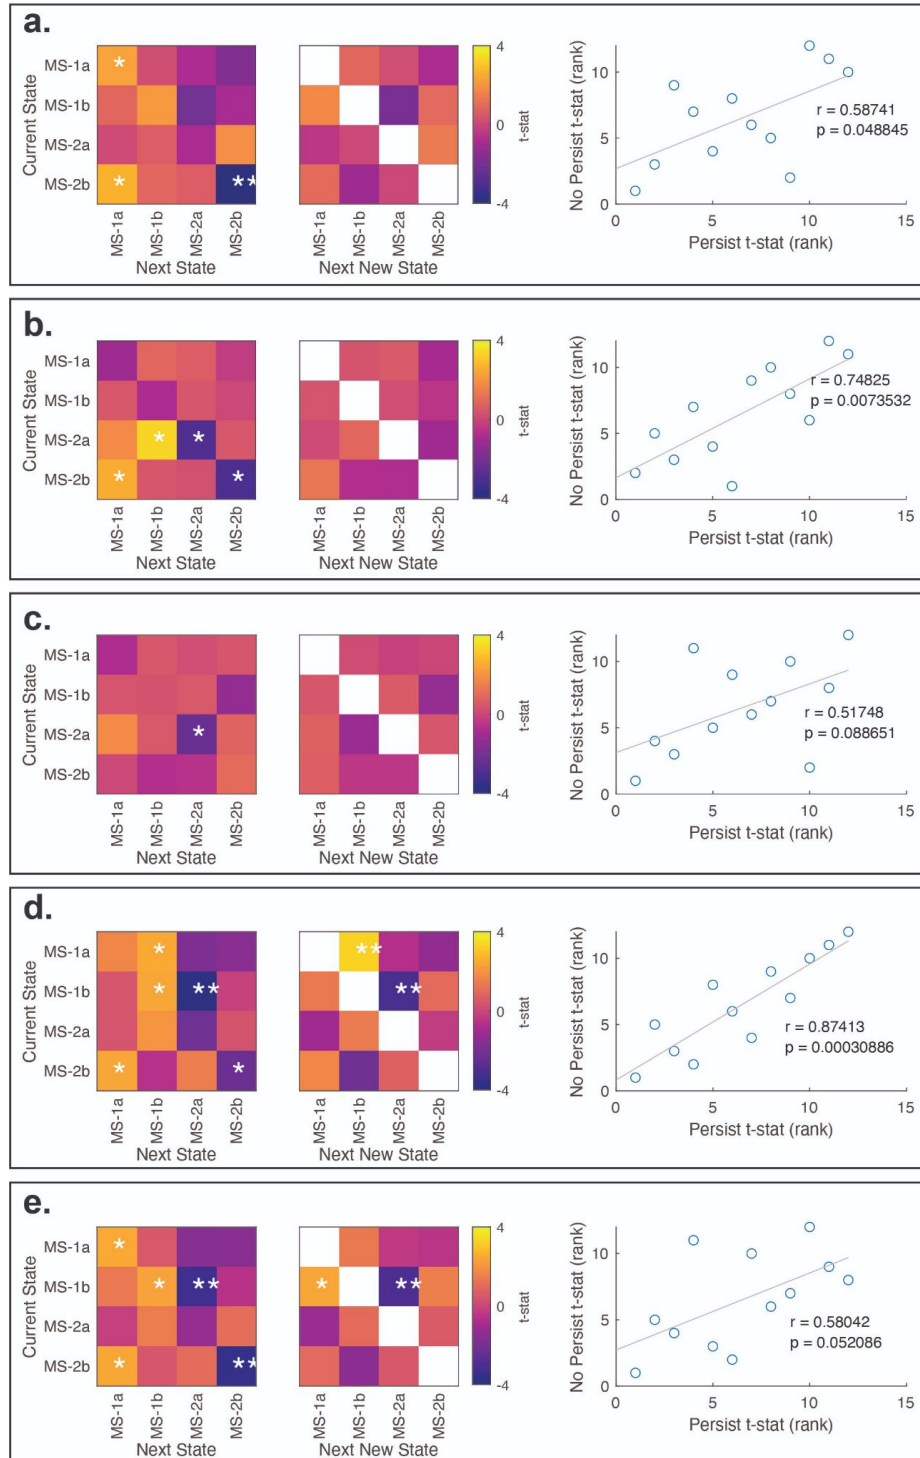 a.
Current State
MS-1a
MS-1b
MS-2a
MS-2b
* 
* **
MS-1a MS-1b MS-2a MS-2b
Next State
MS-1a MS-1b MS-2a MS-2b
Next New State
4
0
-4
t-stat
No Persist t-stat (rank)
10
5
0
r = 0.58741
p = 0.048845
0 5 10 15
Persist t-stat (rank)
b.
Current State
MS-1a
MS-1b
MS-2a
MS-2b
* *
* *
MS-1a MS-1b MS-2a MS-2b
Next State
MS-1a MS-1b MS-2a MS-2b
Next New State
4
0
-4
t-stat
No Persist t-stat (rank)
10
5
0
r = 0.74825
p = 0.0073532
0 5 10 15
Persist t-stat (rank)
c.
Current State
MS-1a
MS-1b
MS-2a
MS-2b
*
MS-1a MS-1b MS-2a MS-2b
Next State
MS-1a MS-1b MS-2a MS-2b
Next New State
4
0
-4
t-stat
No Persist t-stat (rank)
10
5
0
r = 0.51748
p = 0.088651
0 5 10 15
Persist t-stat (rank)
d.
Current State
MS-1a
MS-1b
MS-2a
MS-2b
*
* **
* *
MS-1a MS-1b MS-2a MS-2b
Next State
**
**
MS-1a MS-1b MS-2a MS-2b
Next New State
4
0
-4
t-stat
No Persist t-stat (rank)
10
5
0
r = 0.87413
p = 0.00030886
0 5 10 15
Persist t-stat (rank)
e.
Current State
MS-1a
MS-1b
MS-2a
MS-2b
*
* **
* **
MS-1a MS-1b MS-2a MS-2b
Next State
* **
MS-1a MS-1b MS-2a MS-2b
Next New State
4
0
-4
t-stat
No Persist t-stat (rank)
10
5
0
r = 0.58042
p = 0.052086
0 5 10 15
Persist t-stat (rank)